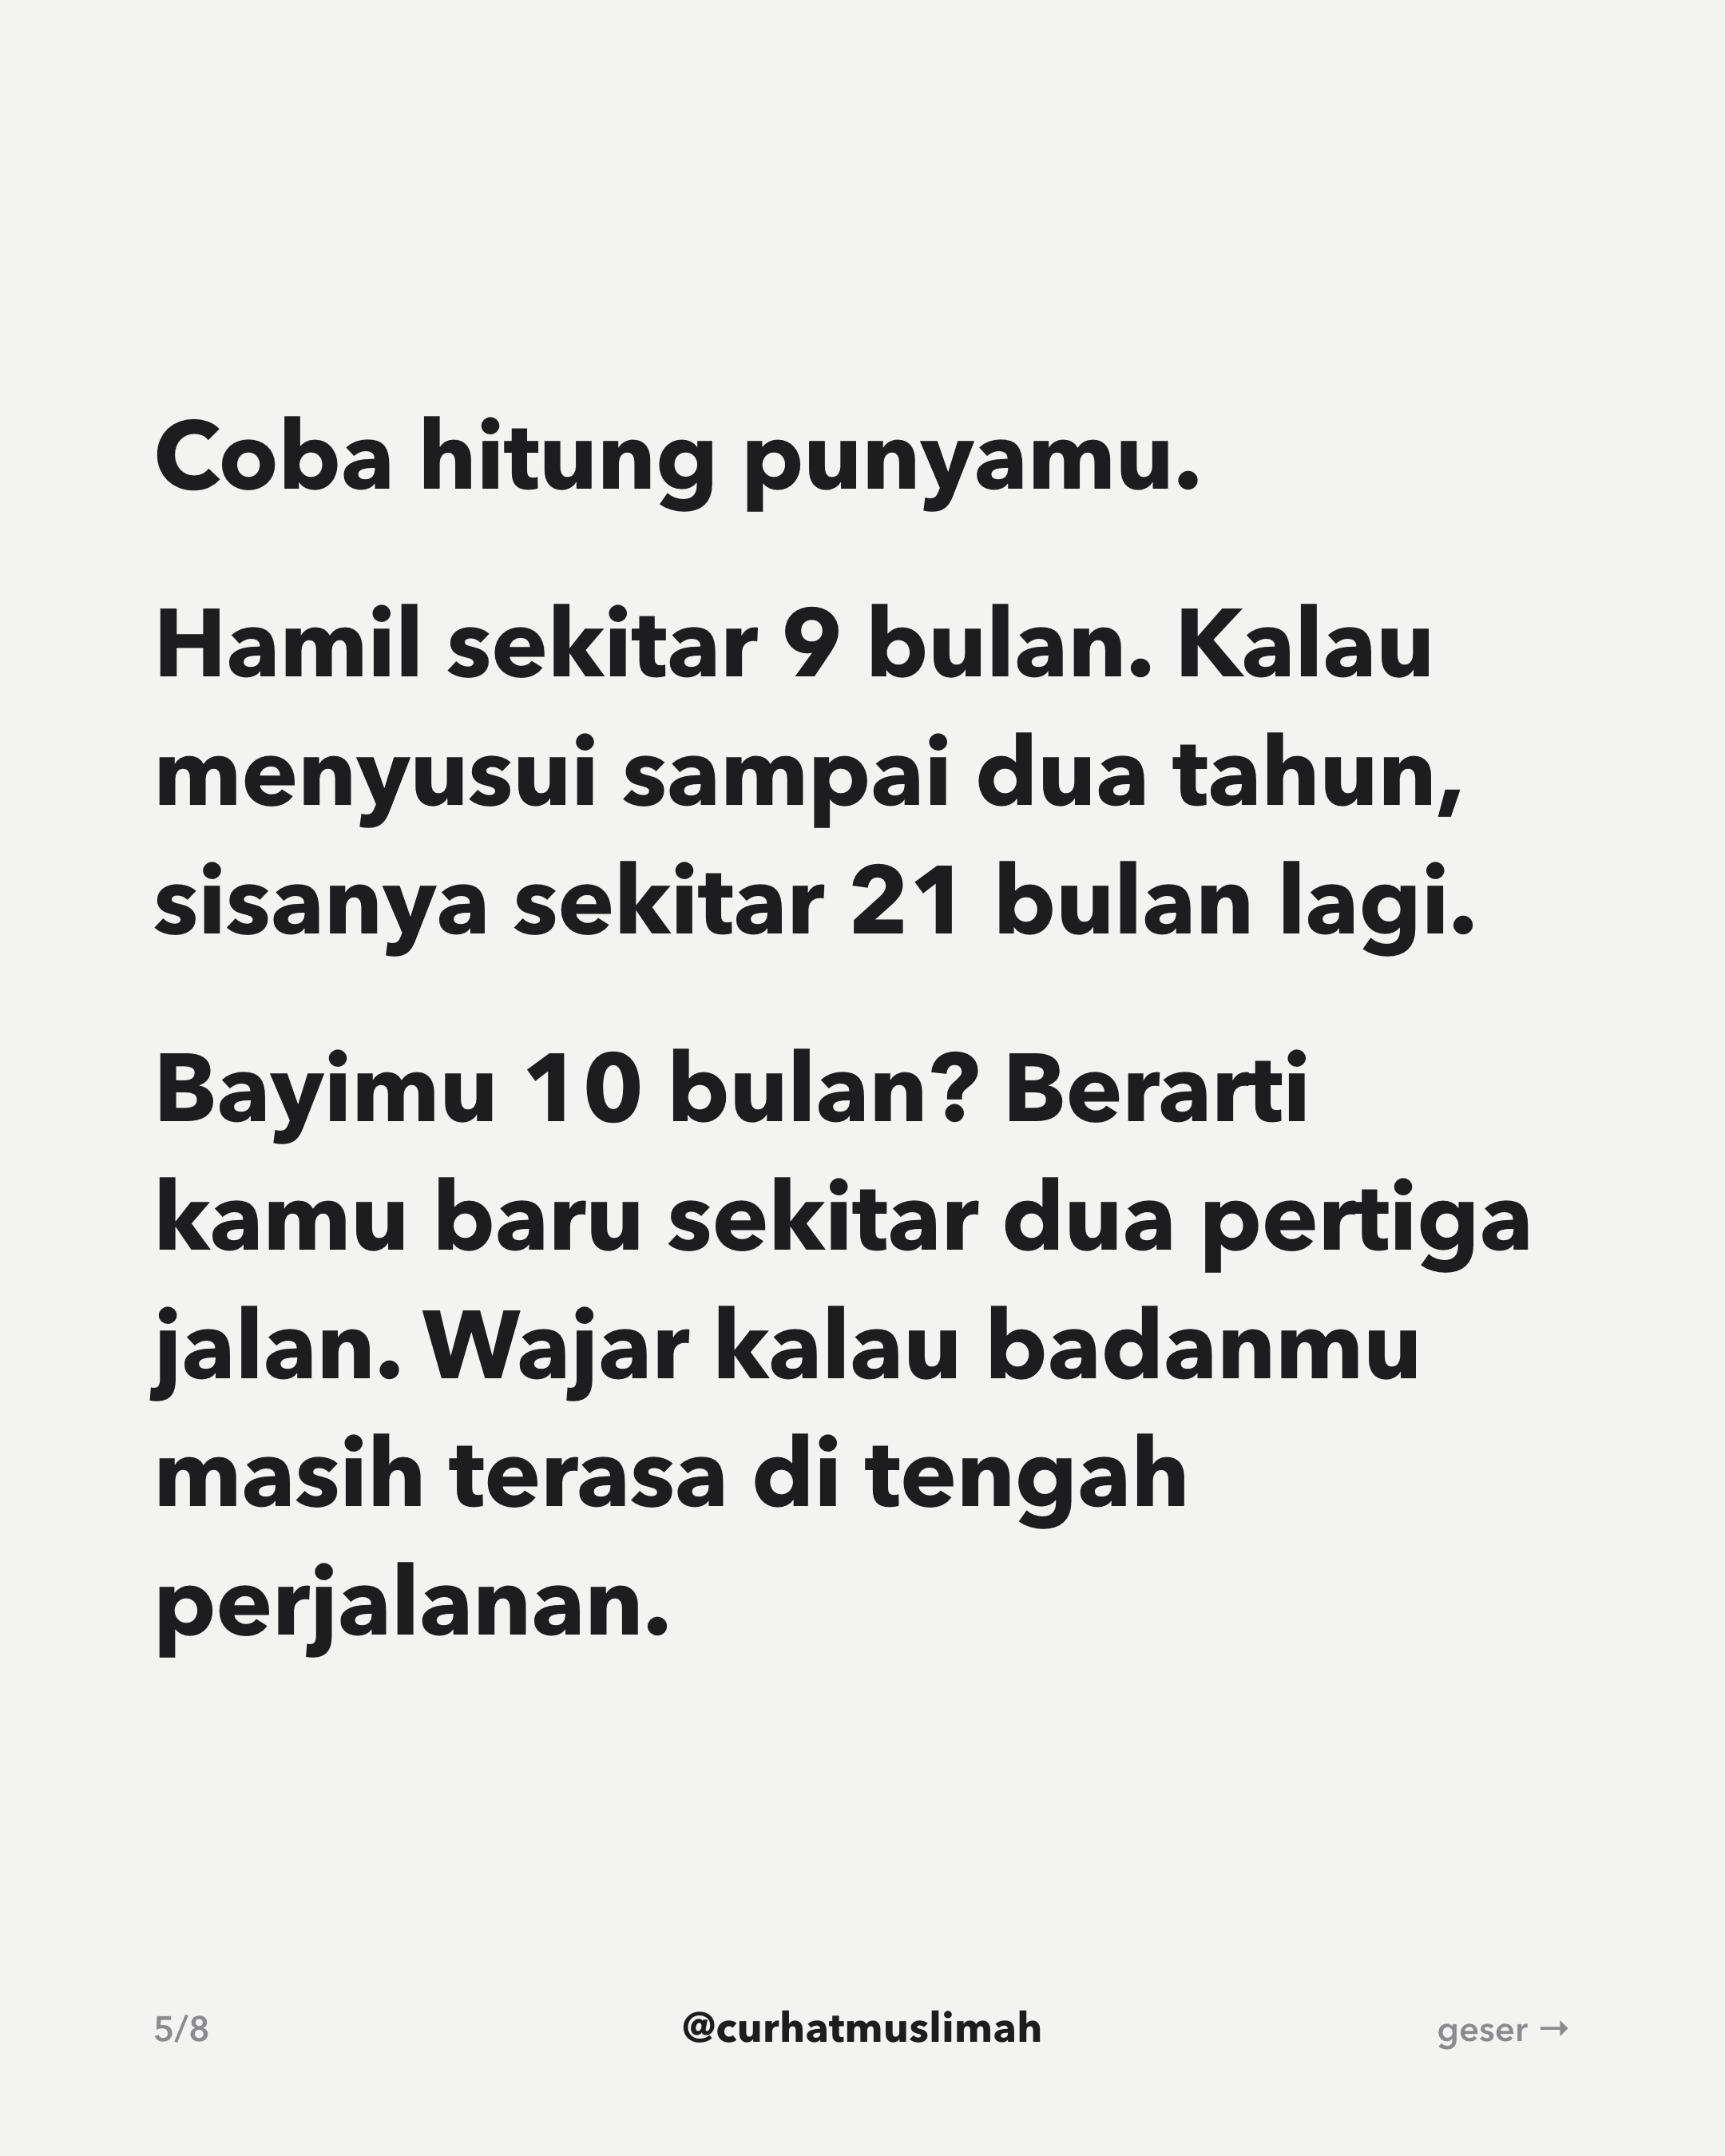 Coba hitung punyamu.
Hamil sekitar 9 bulan. Kalau
menyusui sampai dua tahun,
sisanya sekitar 21 bulan lagi.
Bayimu 10 bulan? Berarti
kamu baru sekitar dua pertiga
jalan. Wajar kalau badanmu
masih terasa di tengah
perjalanan.
5/8
@curhatmuslimah
geser →